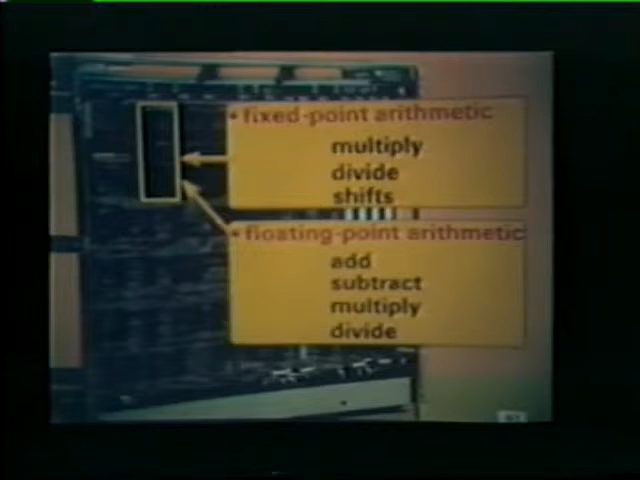 • fixed-point arithmetic
multiply
divide
shifts
• floating-point arithmetic
add
subtract
multiply
divide